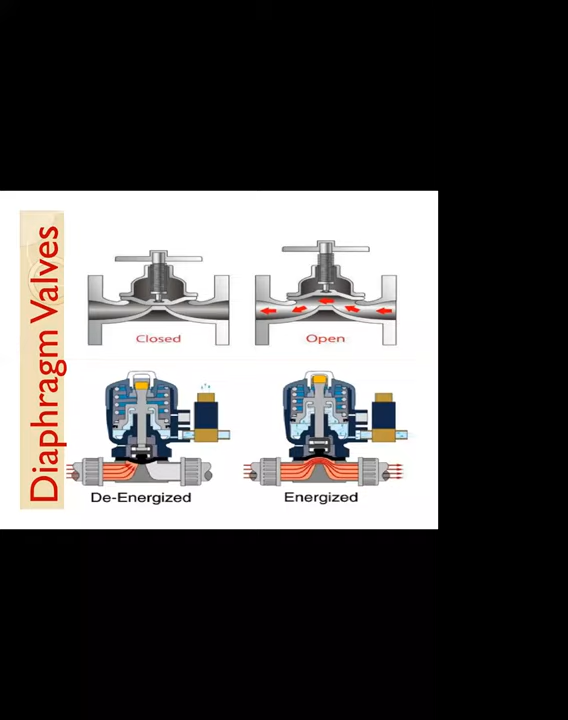 Diaphragm Valves
Closed
Open
De-Energized
Energized